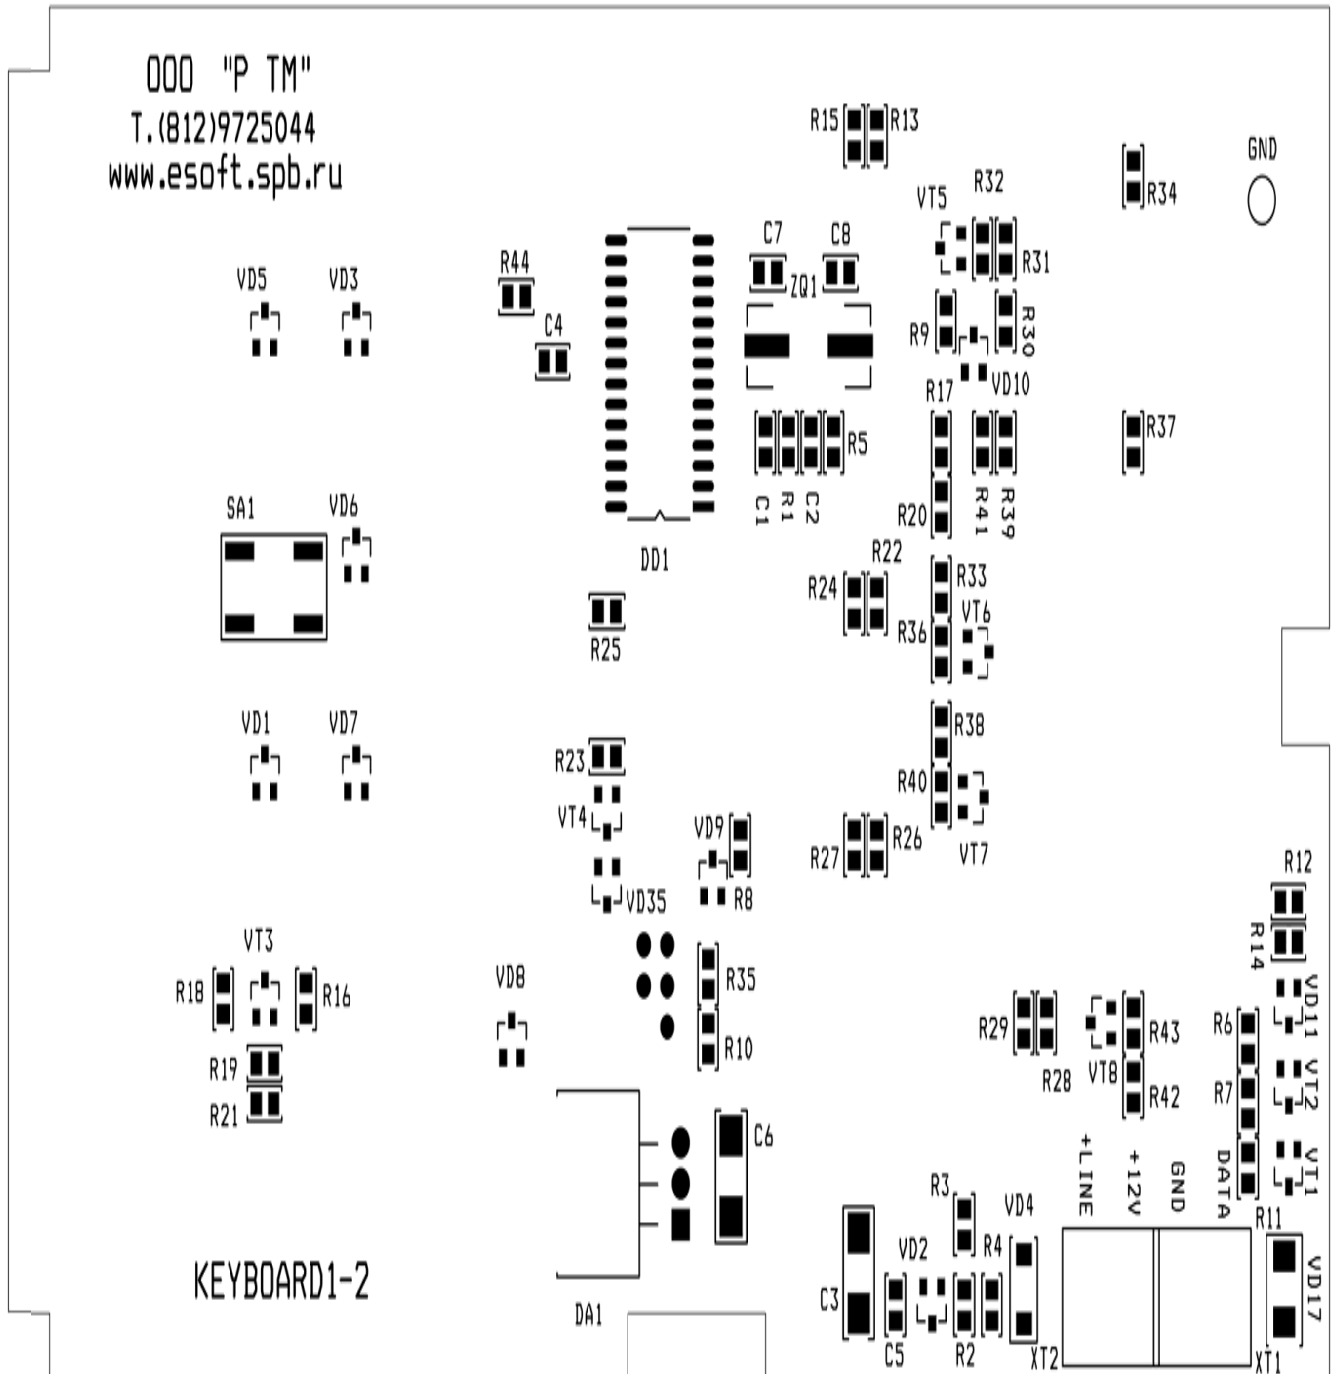 ООО "Р ТМ"
Т.(812)9725044
www.esoft.spb.ru
R15 R13
GND
R34
R32
VT5
C7 C8
R31
R44
ZQ1
VD5 VD3
C4
R9 R30
VD10
R17
R37
R5
C1 R1 C2
R41 R39
SA1 VD6
R20
DD1
R22
R24
R33
VT6
R36
R25
VD1 VD7
R38
R23
R40
VT4
VD9
R26
R27
VT7
R12
R8
VD35
R14
VT3
VD8
R35
R18 R16
VD11
R6
R29
R43
R10
R19
VT8
R28
R42
R7
VT2
R21
C6
+LINE +12V GND DATA
VT1
R3
VD4
R11
VD2
R4
KEYBOARD1-2
VD17
C3
DA1
C5 R2 XT2 XT1